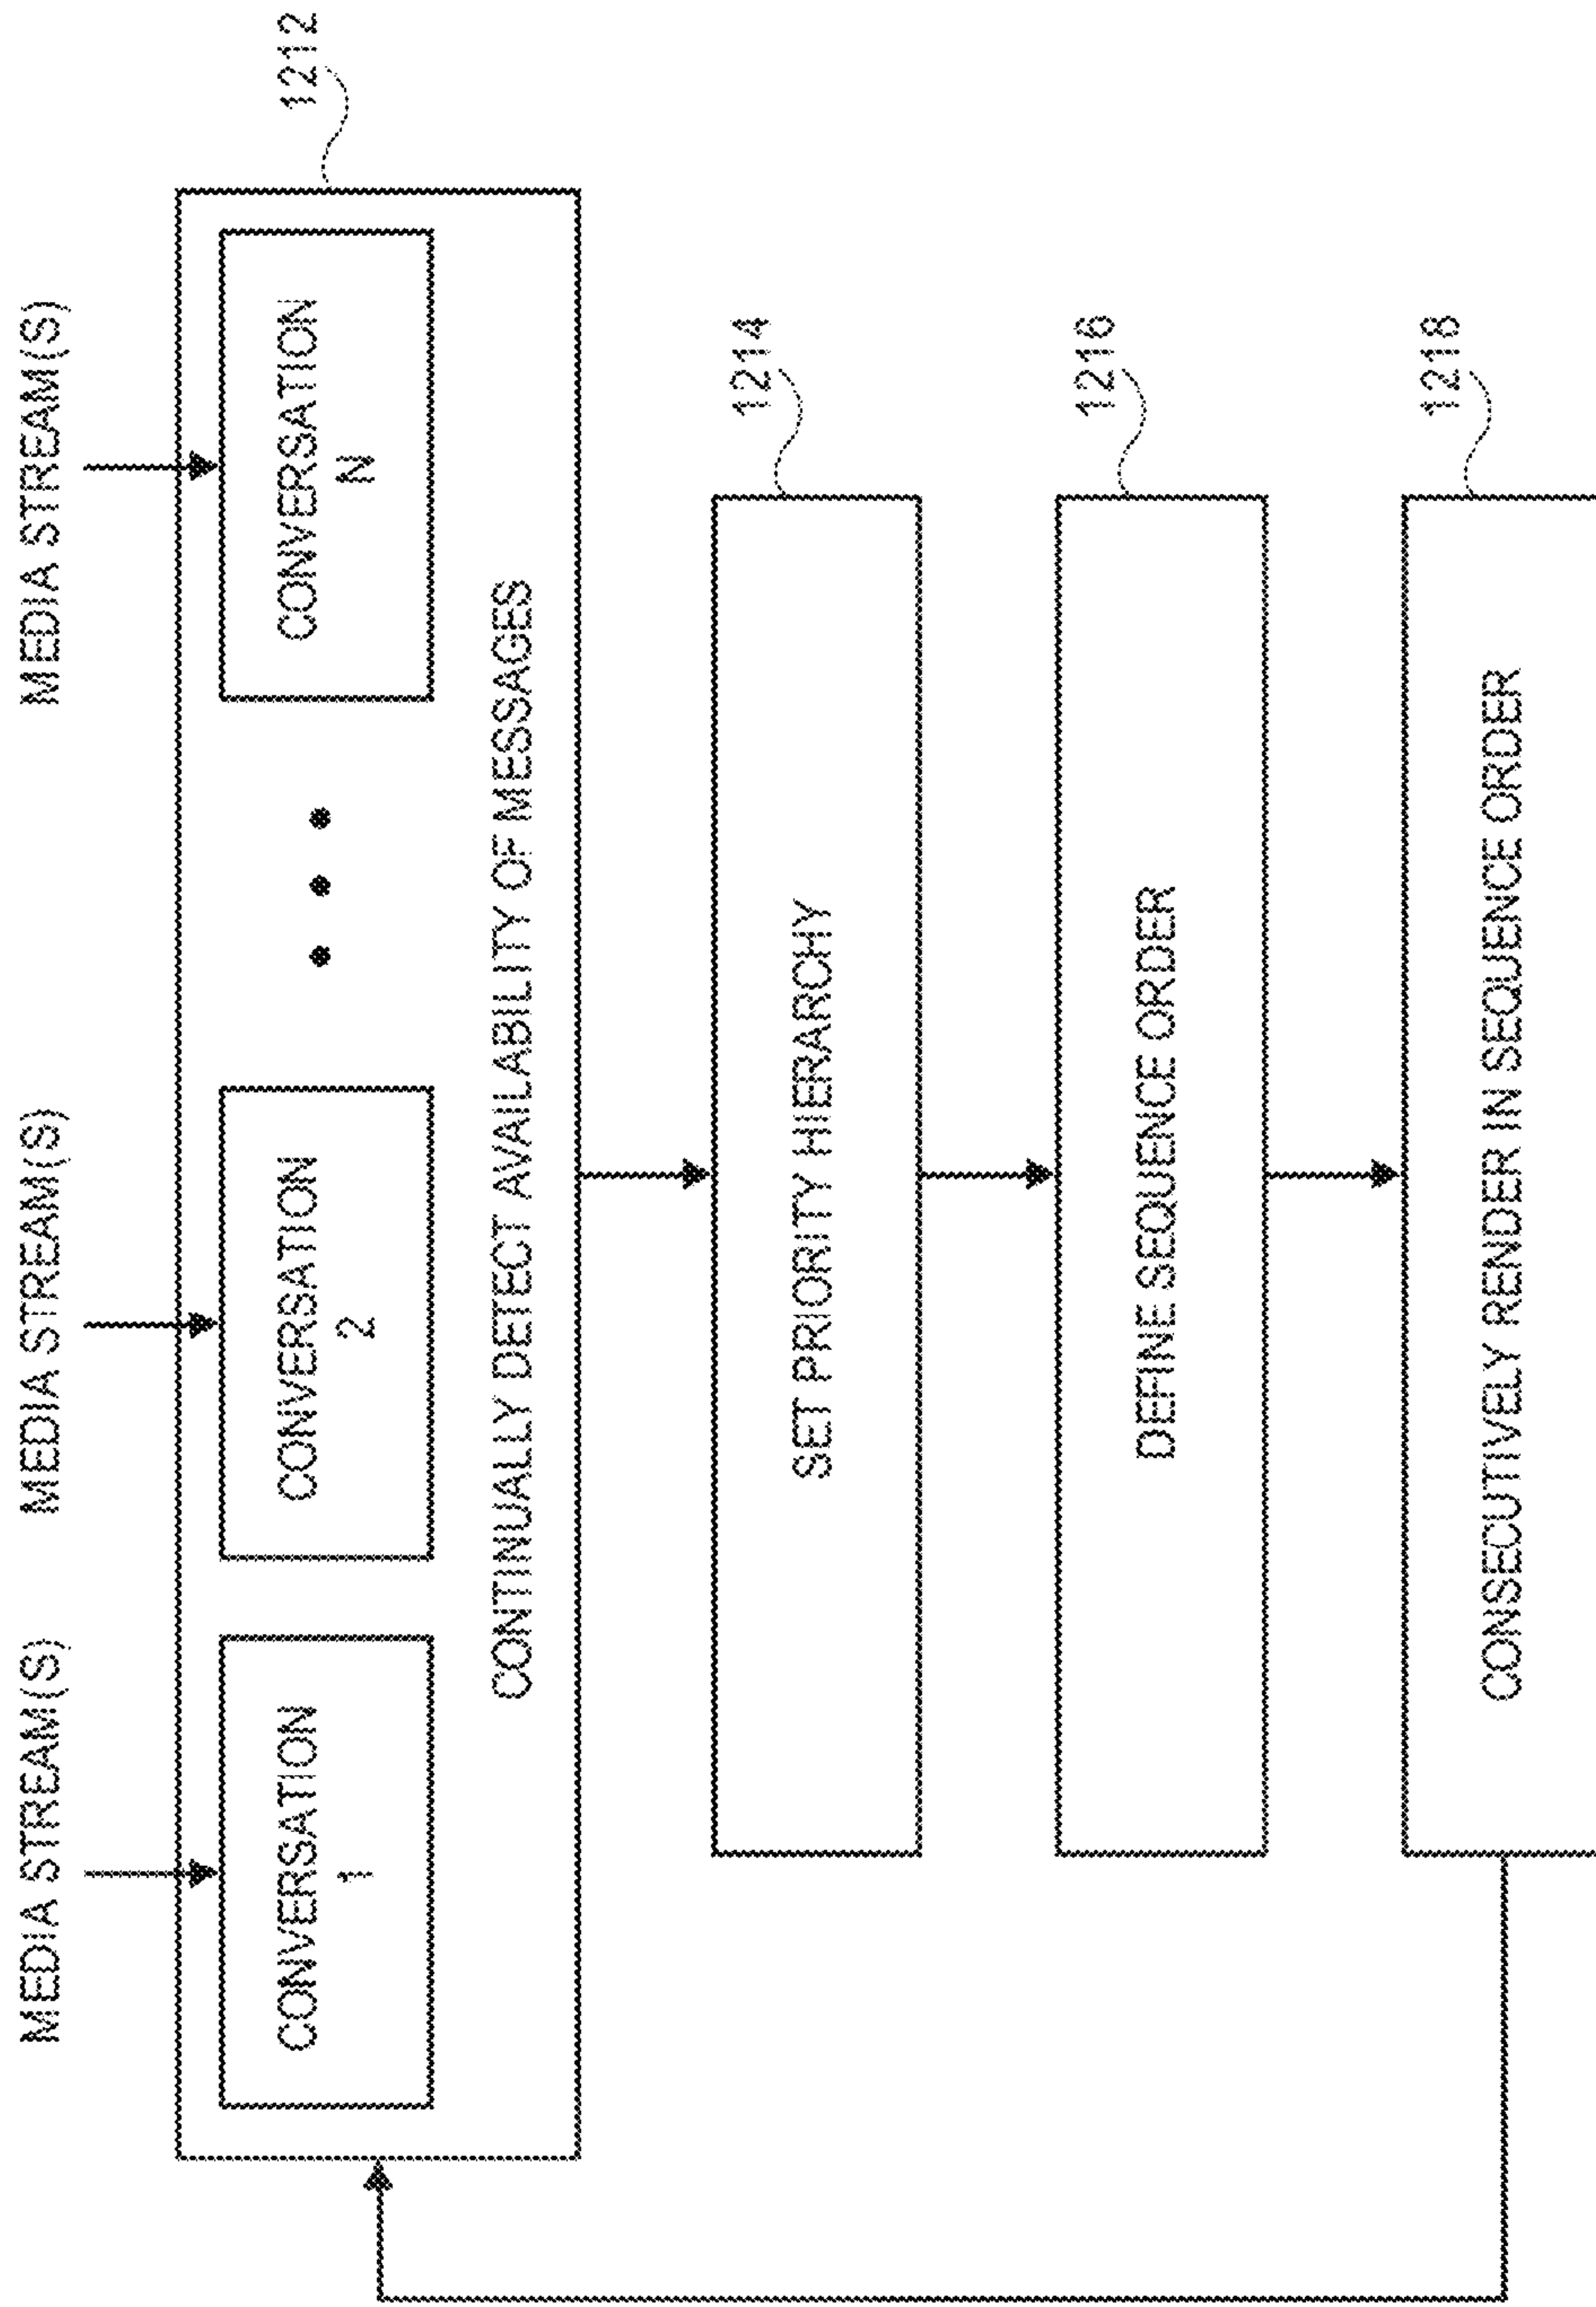 MEDIA STREAM(S)
MEDIA STREAM(S)
MEDIA STREAM(S)
1212
CONVERSATION
1
CONVERSATION
2
CONVERSATION
N
CONTINUALLY DETECT AVAILABILITY OF MESSAGES
1214
SET PRIORITY HIERARCHY
1216
DEFINE SEQUENCE ORDER
1218
CONSECUTIVELY RENDER IN SEQUENCE ORDER